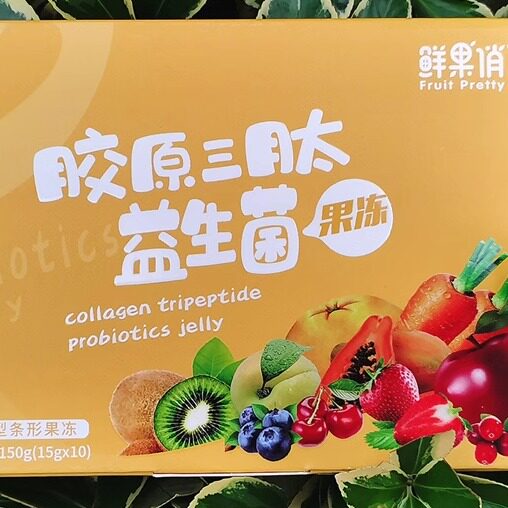 鲜果俏
Fruit Pretty
胶原三肽
益生菌
果冻
collagen tripeptide
probiotics jelly
型条形果冻
150g(15gx10)